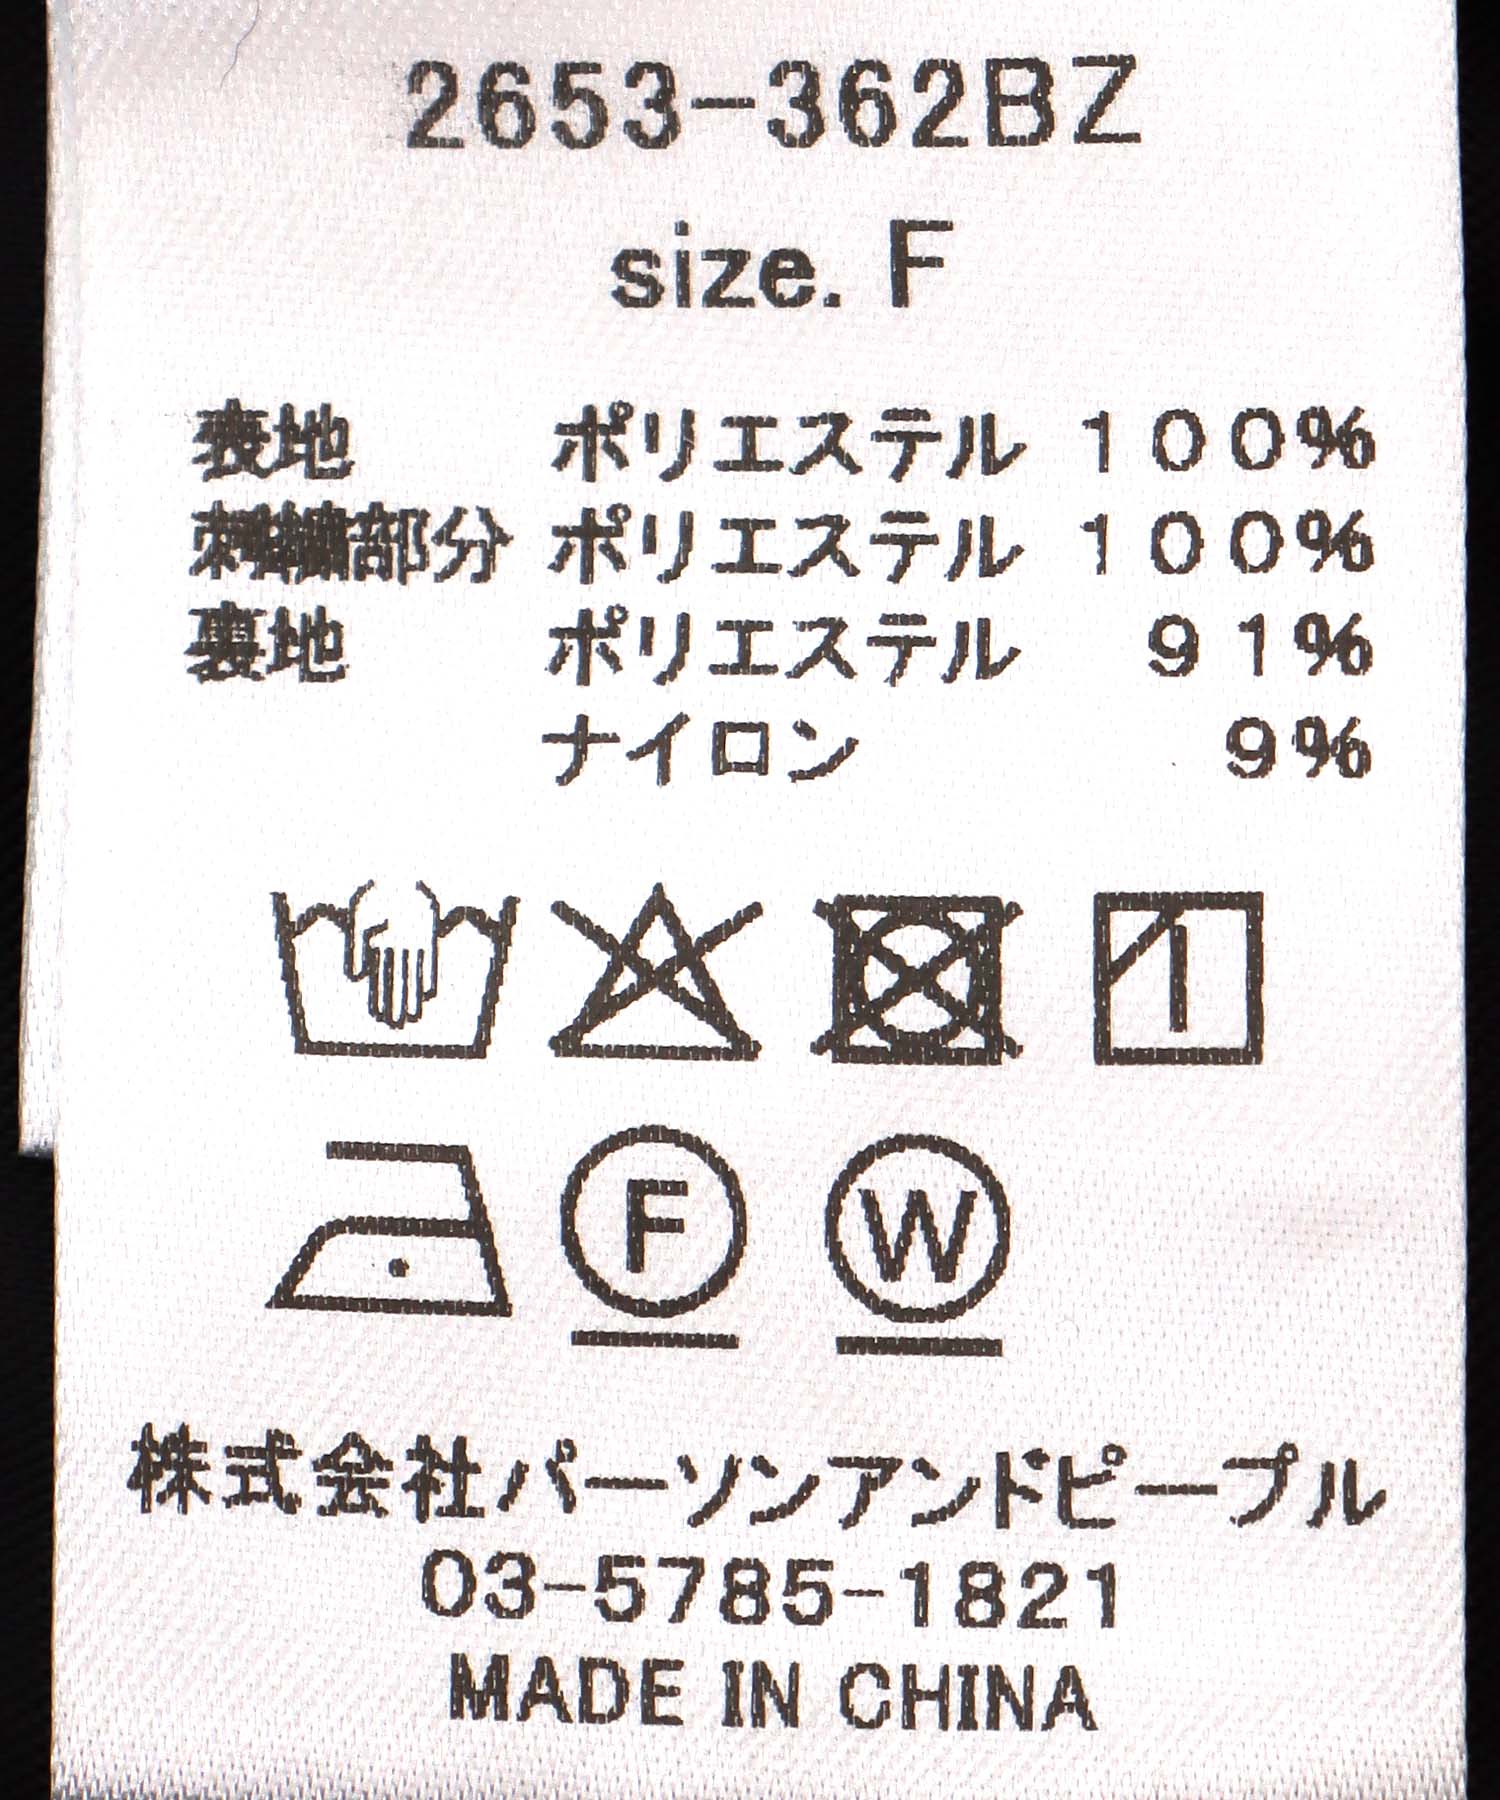 2653-362BZ
size. F
表地 ポリエステル 100%
刺繍部分 ポリエステル 100%
裏地 ポリエステル 91%
ナイロン 9%
F W
株式会社パーソンアンドピープル
03-5785-1821
MADE IN CHINA